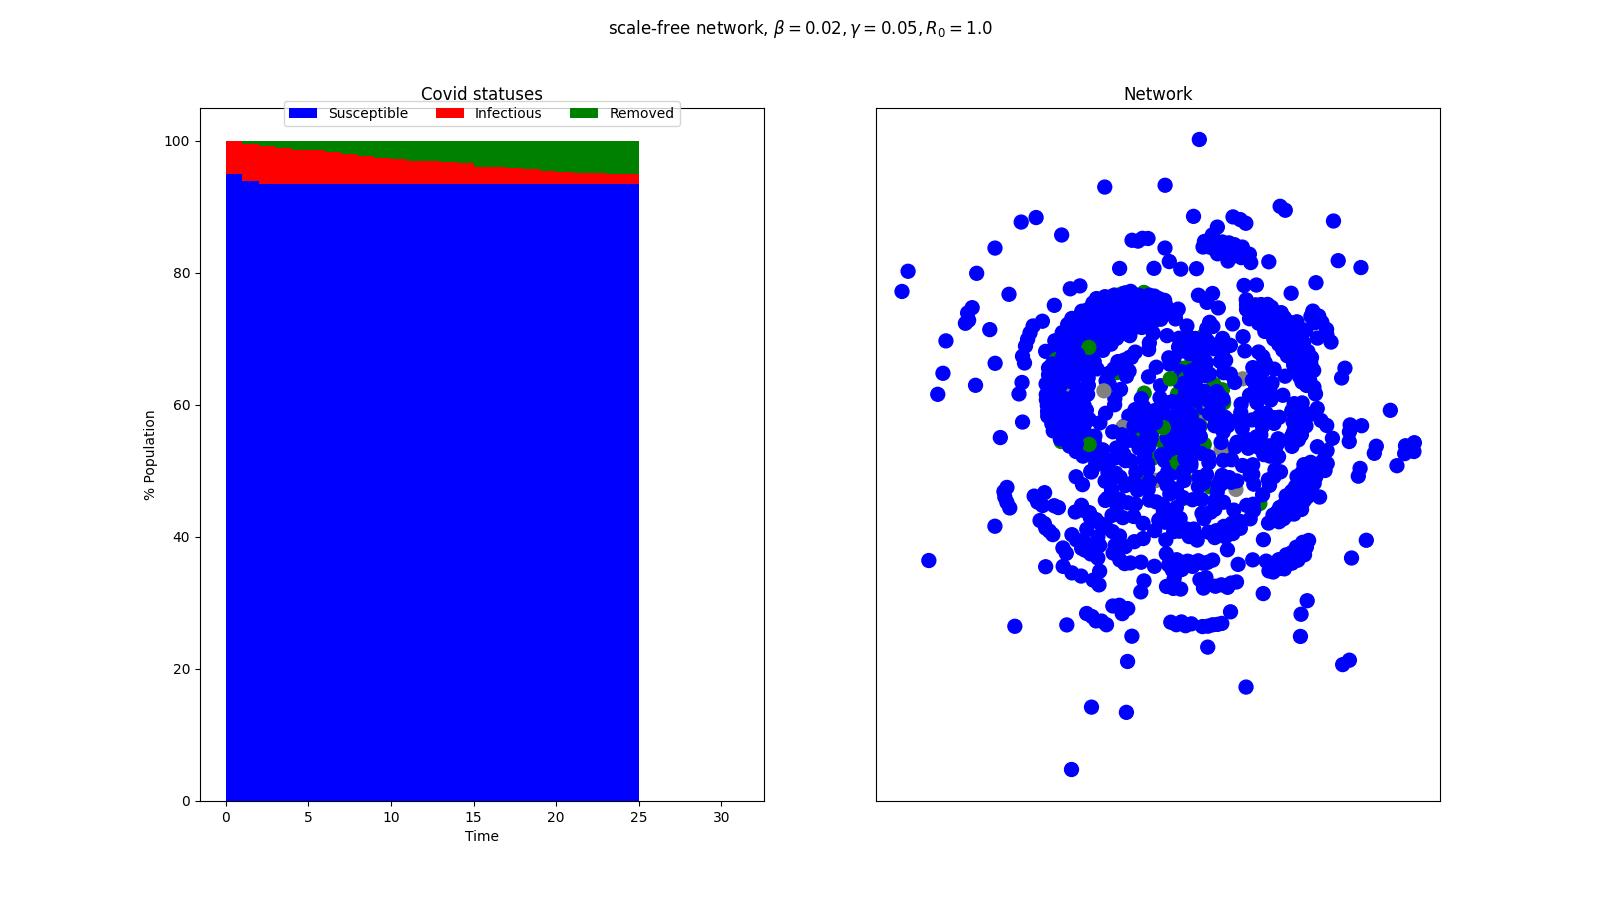 scale-free network, β = 0.02, γ = 0.05, R₀ = 1.0
Covid statuses
Susceptible Infectious Removed
100
80
60
40
20
0
% Population
0 5 10 15 20 25 30
Time
Network